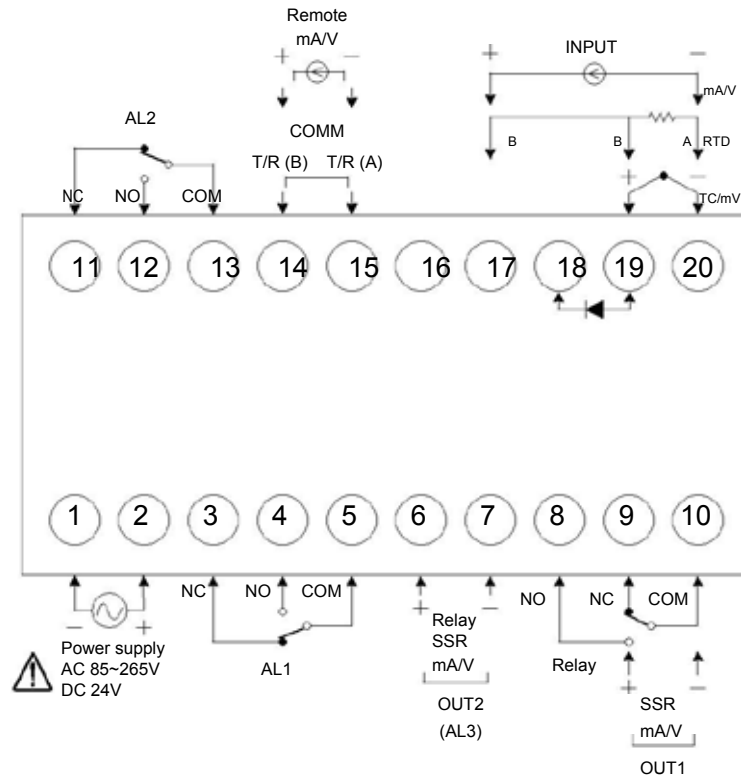 Remote
mA/V
+ −
COMM
T/R (B) T/R (A)
AL2
NC NO COM
INPUT
+ −
mA/V
B B A RTD
+ −
TC/mV
11 12 13 14 15 16 17 18 19 20
1 2 3 4 5 6 7 8 9 10
− +
Power supply
AC 85~265V
DC 24V
NC NO COM
AL1
+ −
Relay
SSR
mA/V
OUT2
(AL3)
NO NC COM
Relay
+ −
SSR
mA/V
OUT1